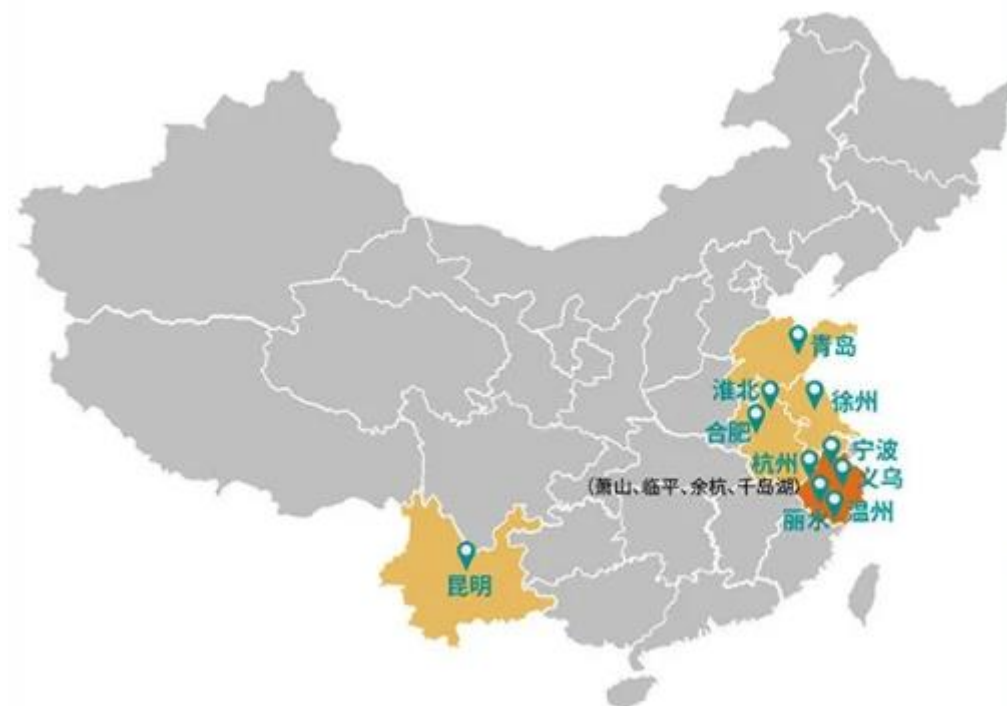 青岛
淮北
徐州
合肥
宁波
杭州
义乌
(萧山、临平、余杭、千岛湖)
温州
丽水
昆明